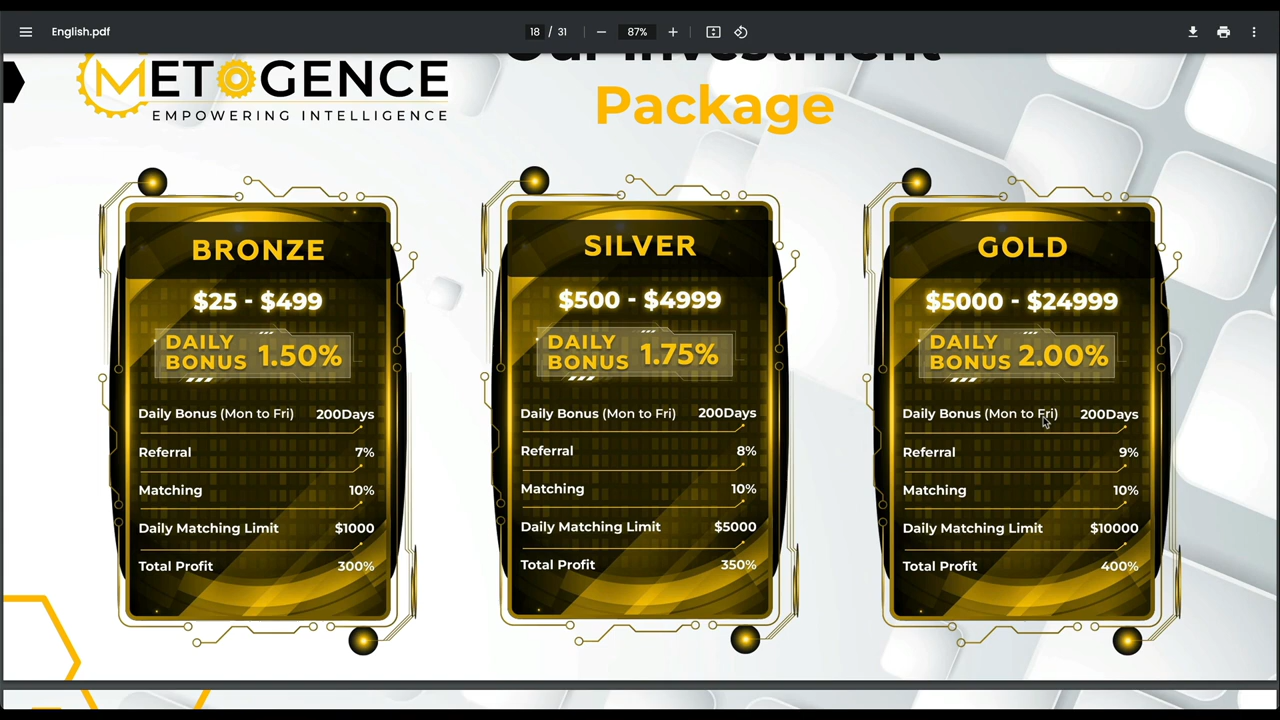 English.pdf
18 / 31
87%
Our Investment
Package
METOGENCE
EMPOWERING INTELLIGENCE
BRONZE
$25 - $499
DAILY
BONUS 1.50%
Daily Bonus (Mon to Fri) 200Days
Referral 7%
Matching 10%
Daily Matching Limit $1000
Total Profit 300%
SILVER
$500 - $4999
DAILY
BONUS 1.75%
Daily Bonus (Mon to Fri) 200Days
Referral 8%
Matching 10%
Daily Matching Limit $5000
Total Profit 350%
GOLD
$5000 - $24999
DAILY
BONUS 2.00%
Daily Bonus (Mon to Fri) 200Days
Referral 9%
Matching 10%
Daily Matching Limit $10000
Total Profit 400%